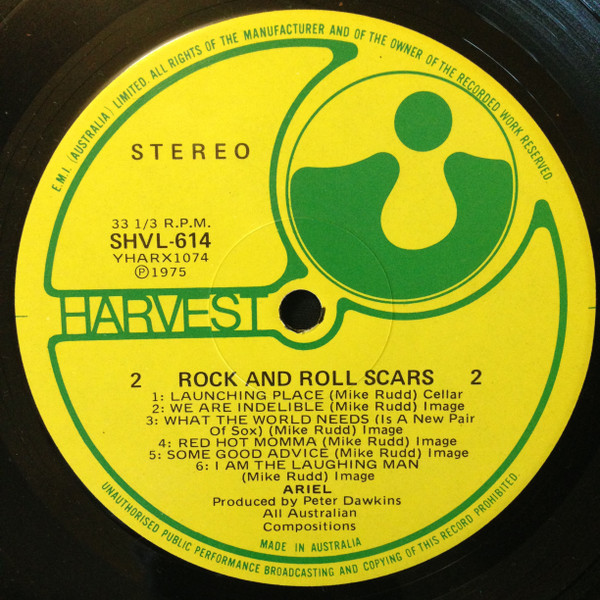 E.M.I. (AUSTRALIA) LIMITED. ALL RIGHTS OF THE MANUFACTURER AND OF THE OWNER OF THE RECORDED WORK RESERVED.
STEREO
33 1/3 R.P.M.
SHVL-614
YHARX1074
Ⓟ1975
HARVEST
2 ROCK AND ROLL SCARS 2
1: LAUNCHING PLACE (Mike Rudd) Cellar
2: WE ARE INDELIBLE (Mike Rudd) Image
3: WHAT THE WORLD NEEDS (Is A New Pair
Of Sox) (Mike Rudd) Image
4: RED HOT MOMMA (Mike Rudd) Image
5: SOME GOOD ADVICE (Mike Rudd) Image
6: I AM THE LAUGHING MAN
(Mike Rudd) Image
ARIEL
Produced by Peter Dawkins
All Australian
Compositions
MADE IN AUSTRALIA
UNAUTHORISED PUBLIC PERFORMANCE BROADCASTING AND COPYING OF THIS RECORD PROHIBITED.